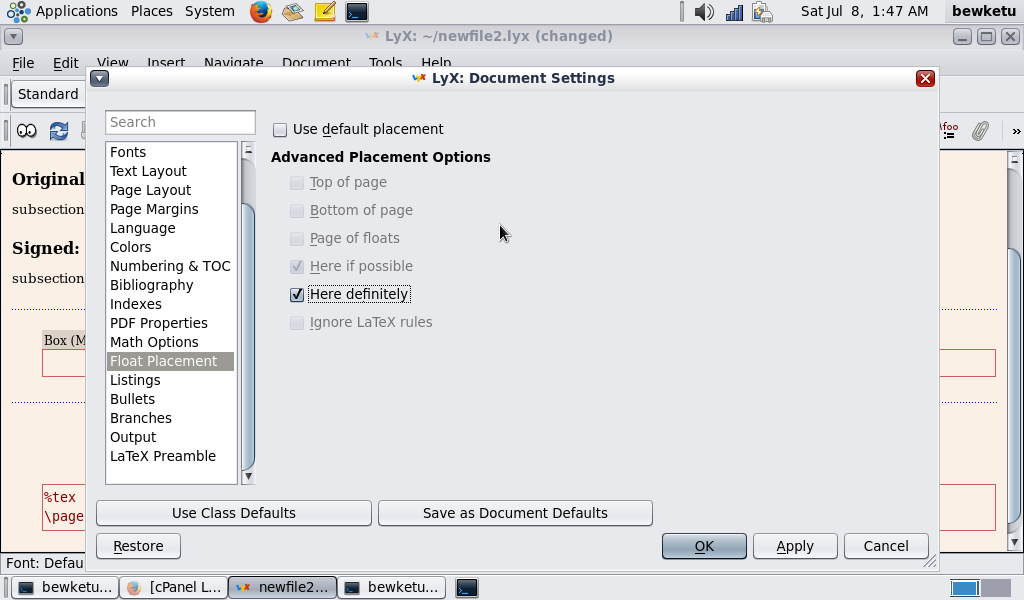 Applications Places System Sat Jul 8, 1:47 AM bewketu
LyX: ~/newfile2.lyx (changed)
File Edit View Insert Navigate Document Tools Help
LyX: Document Settings
Standard
Search
Use default placement
Fonts
Text Layout
Page Layout
Page Margins
Language
Colors
Numbering & TOC
Bibliography
Indexes
PDF Properties
Math Options
Float Placement
Listings
Bullets
Branches
Output
LaTeX Preamble
Advanced Placement Options
Top of page
Bottom of page
Page of floats
Here if possible
Here definitely
Ignore LaTeX rules
foo
»
Original
subsection
Signed:
subsection
Box (M
%tex
\page
Use Class Defaults Save as Document Defaults
Restore OK Apply Cancel
Font: Defau
bewketu... [cPanel L... newfile2... bewketu...